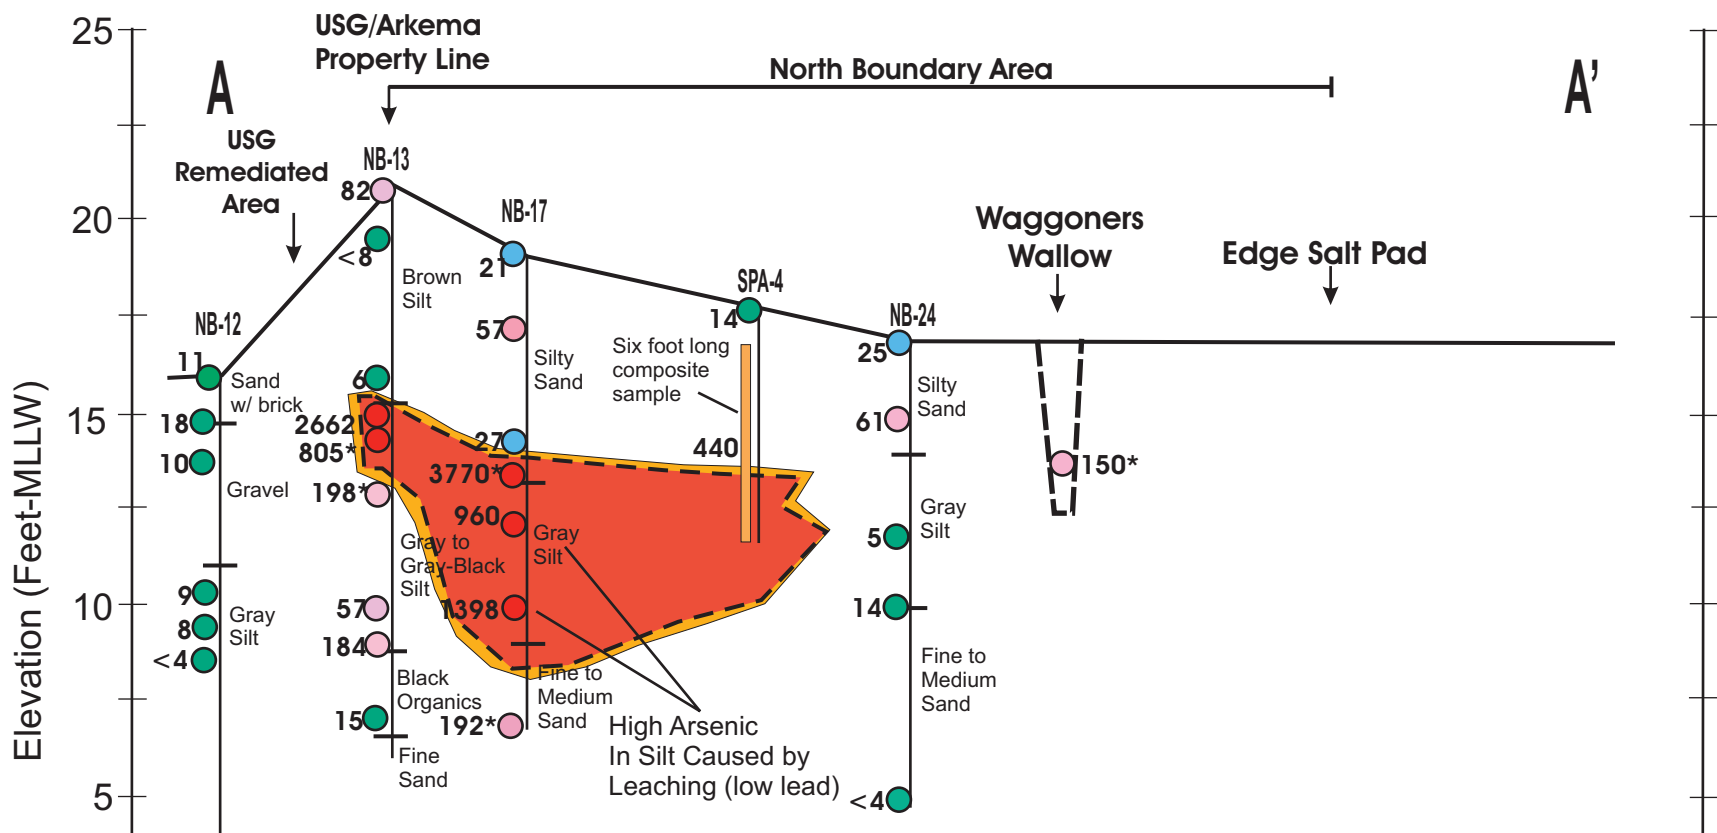 25
USG/Arkema
Property Line
North Boundary Area
A
A’
USG
Remediated
Area
NB-13
82
20
NB-17
<8
21
Waggoners
Wallow
Edge Salt Pad
Brown
Silt
SPA-4
14
NB-12
57
NB-24
25
Six foot long
composite
sample
11
6
Sand
w/ brick
Silty
Sand
Silty
Sand
15
18
2662
805*
27
440
61
10
3770*
150*
198*
Gravel
960
Gray
Silt
Gray
Silt
5
Gray to
Gray-Black
Silt
9
10
57
1398
14
8
Gray
Silt
184
<4
Black
Organics
Fine to
Medium
Sand
Fine to
Medium
Sand
15
192*
High Arsenic
In Silt Caused by
Leaching (low lead)
Fine
Sand
5
<4
Elevation (Feet-MLLW)